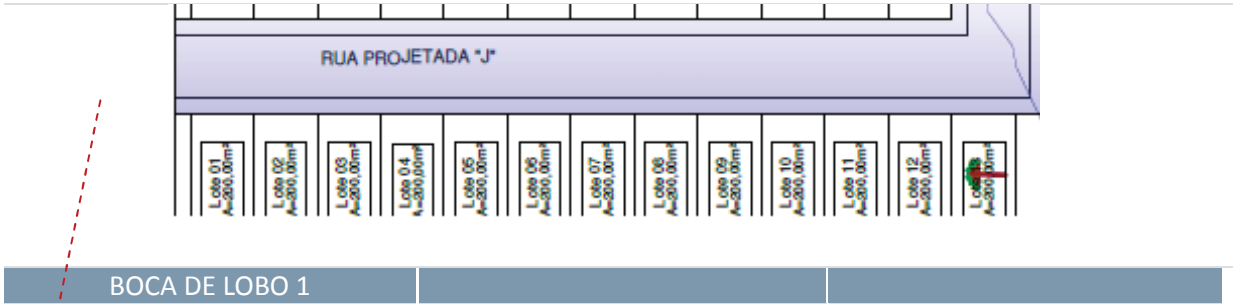 RUA PROJETADA "J"
Lote 01
A=200,00m²
Lote 02
A=200,00m²
Lote 03
A=200,00m²
Lote 04
A=200,00m²
Lote 05
A=200,00m²
Lote 06
A=200,00m²
Lote 07
A=200,00m²
Lote 08
A=200,00m²
Lote 09
A=200,00m²
Lote 10
A=200,00m²
Lote 11
A=200,00m²
Lote 12
A=200,00m²
A=200,00m²
BOCA DE LOBO 1